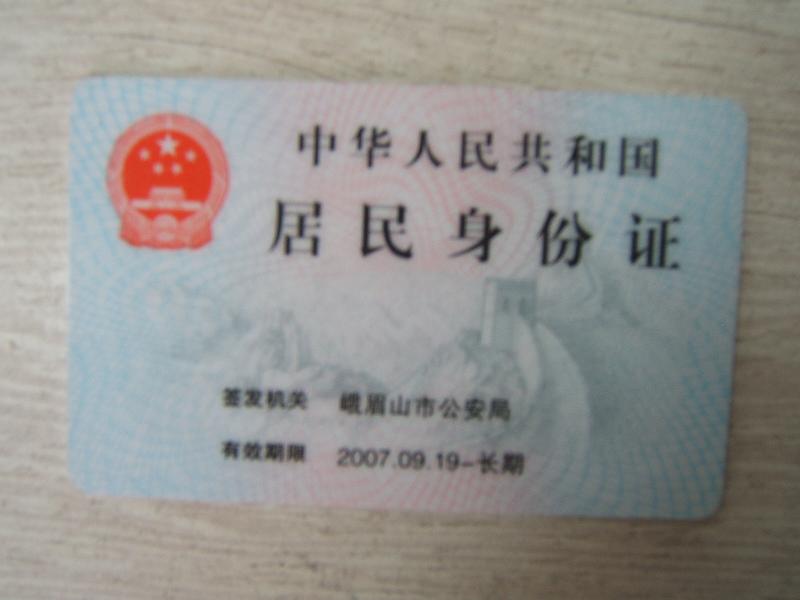 中华人民共和国
居民身份证
签发机关 峨眉山市公安局
有效期限 2007.09.19-长期